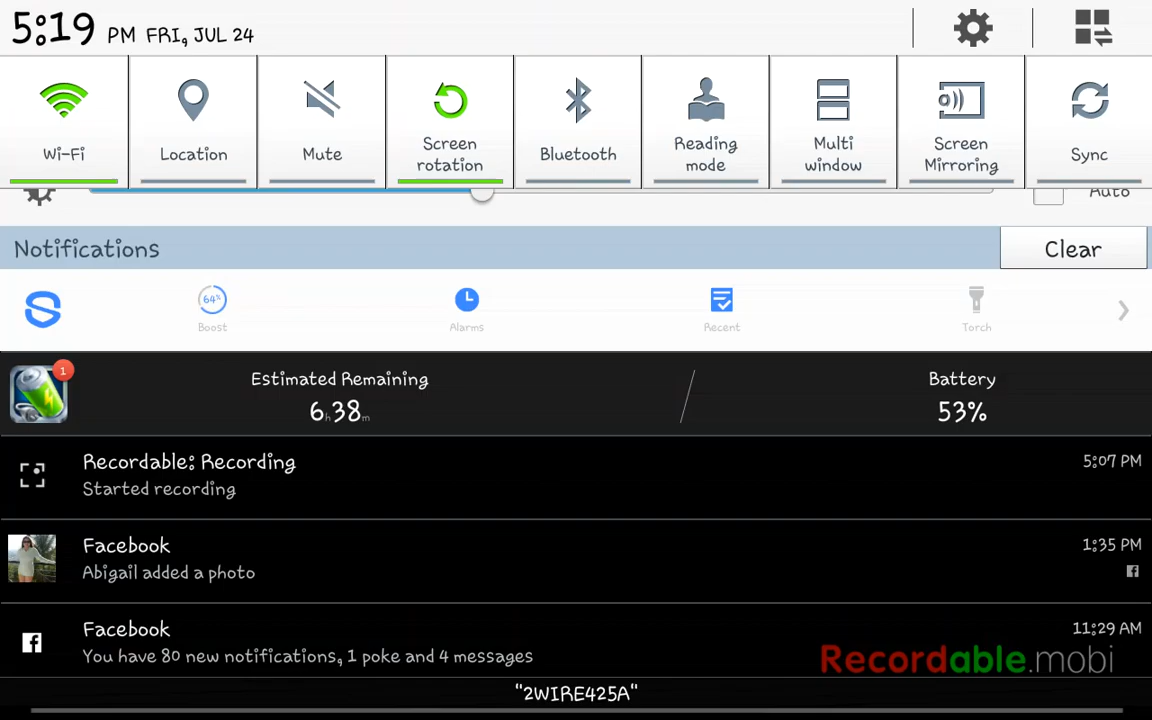 5:19 PM FRI, JUL 24
Wi-Fi
Location
Mute
Screen
rotation
Bluetooth
Reading
mode
Multi
window
Screen
Mirroring
Sync
Auto
Notifications
Clear
64%
Boost
Alarms
Recent
Torch
1
Estimated Remaining
6h38m
Battery
53%
Recordable: Recording
5:07 PM
Started recording
Facebook
1:35 PM
Abigail added a photo
Facebook
11:29 AM
You have 80 new notifications, 1 poke and 4 messages
Recordable.mobi
"2WIRE425A"